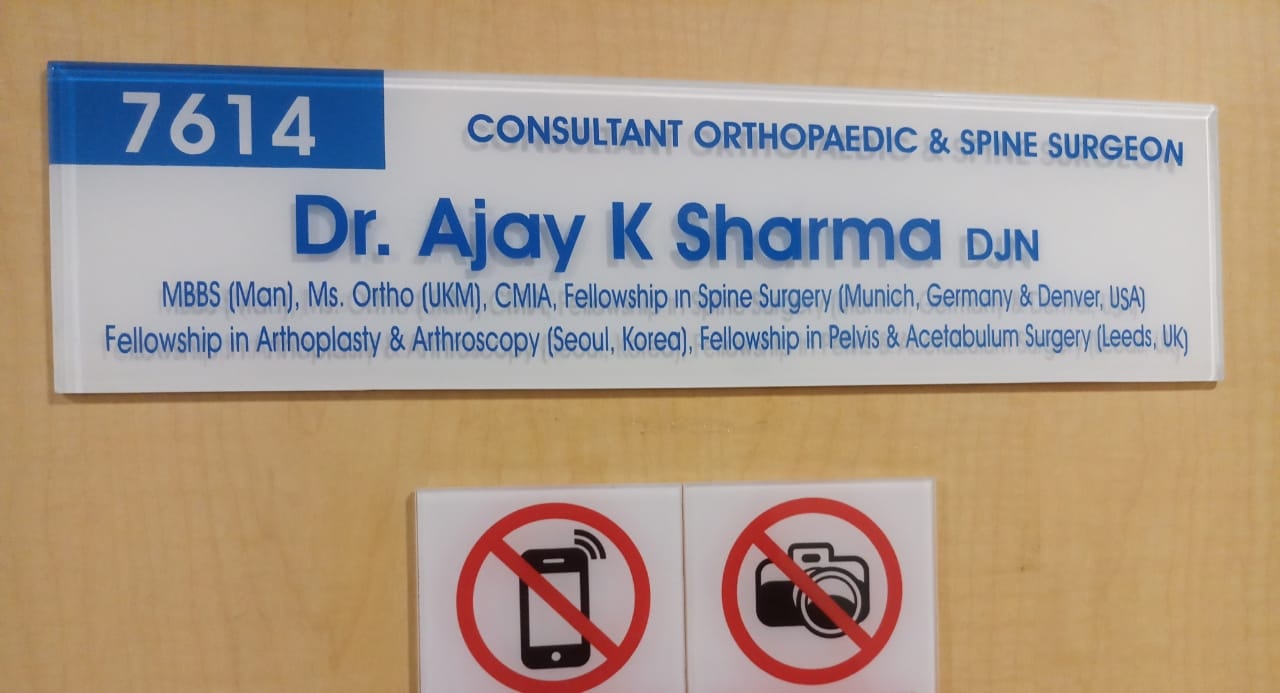 7614
CONSULTANT ORTHOPAEDIC & SPINE SURGEON
Dr. Ajay K Sharma DJN
MBBS (Man), Ms. Ortho (UKM), CMIA, Fellowship in Spine Surgery (Munich, Germany & Denver, USA)
Fellowship in Arthoplasty & Arthroscopy (Seoul, Korea), Fellowship in Pelvis & Acetabulum Surgery (Leeds, UK)